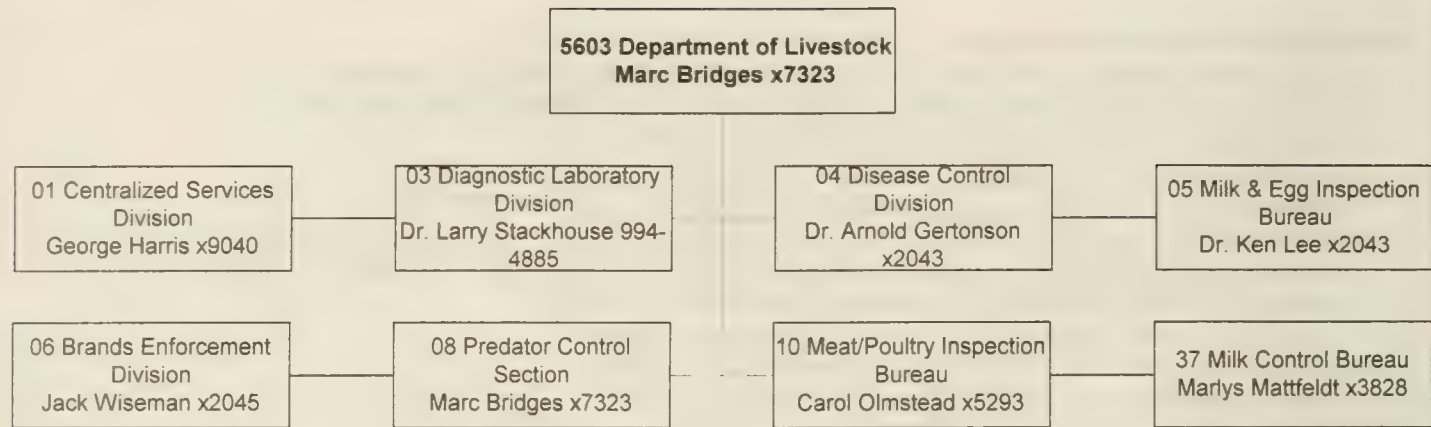 5603 Department of Livestock
Marc Bridges x7323
01 Centralized Services
Division
George Harris x9040
03 Diagnostic Laboratory
Division
Dr. Larry Stackhouse 994-
4885
04 Disease Control
Division
Dr. Arnold Gertonson
x2043
05 Milk & Egg Inspection
Bureau
Dr. Ken Lee x2043
06 Brands Enforcement
Division
Jack Wiseman x2045
08 Predator Control
Section
Marc Bridges x7323
10 Meat/Poultry Inspection
Bureau
Carol Olmstead x5293
37 Milk Control Bureau
Marlys Mattfeldt x3828